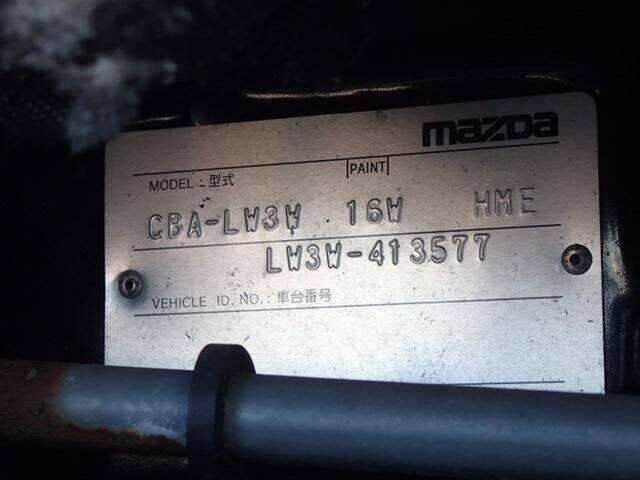 mazda
MODEL : 型式 PAINT
CBA-LW3W 16W HME
LW3W-413577
VEHICLE ID. NO. : 車台番号